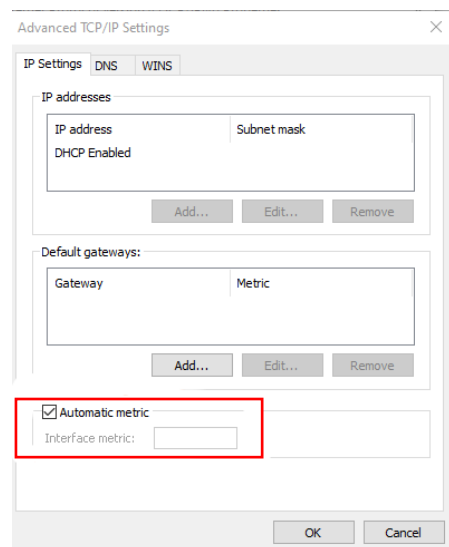 Advanced TCP/IP Settings
IP Settings DNS WINS
IP addresses
IP address Subnet mask
DHCP Enabled
Add... Edit... Remove
Default gateways:
Gateway Metric
Add... Edit... Remove
Automatic metric
Interface metric:
OK Cancel